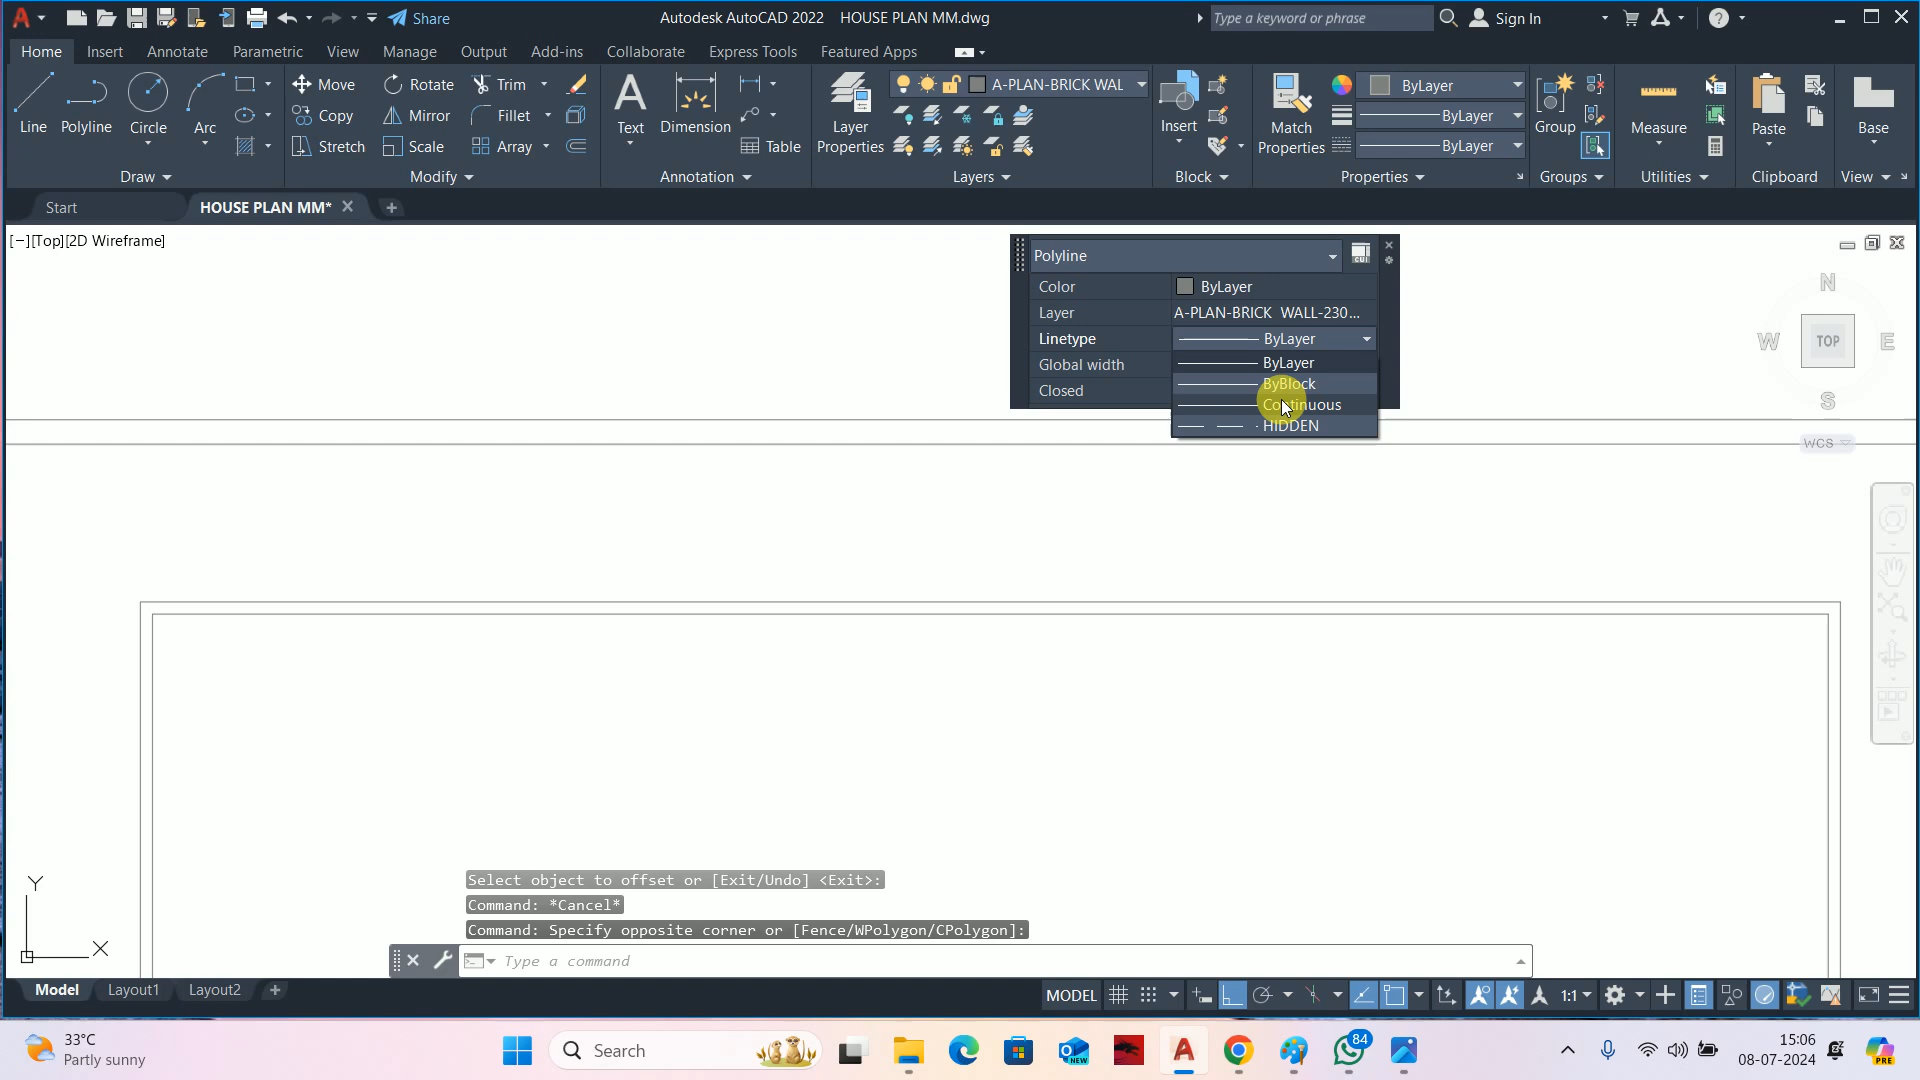 Share
Autodesk AutoCAD 2022 HOUSE PLAN MM.dwg
Type a keyword or phrase
Sign In
Home Insert Annotate Parametric View Manage Output Add-ins Collaborate Express Tools Featured Apps
Line
Polyline
Circle
Arc
Draw
Move
Rotate
Trim
Copy
Mirror
Fillet
Stretch
Scale
Array
Modify
Text
Dimension
Table
Annotation
Layer
Properties
A-PLAN-BRICK WAL
Layers
Insert
Block
Match
Properties
ByLayer
ByLayer
ByLayer
Properties
Group
Groups
Measure
Utilities
Paste
Clipboard
Base
View
Start
HOUSE PLAN MM*
[−][Top][2D Wireframe]
Polyline
CUI
Color ByLayer
Layer A-PLAN-BRICK WALL-230...
Linetype ByLayer
Global width ByLayer
Closed ByBlock
Continuous
HIDDEN
N
W TOP E
S
WCS
Y
X
Select object to offset or [Exit/Undo] <Exit>:
Command: *Cancel*
Command: Specify opposite corner or [Fence/WPolygon/CPolygon]:
Type a command
Model Layout1 Layout2
MODEL
1:1
33°C
Partly sunny
Search
84
15:06
08-07-2024
PRE